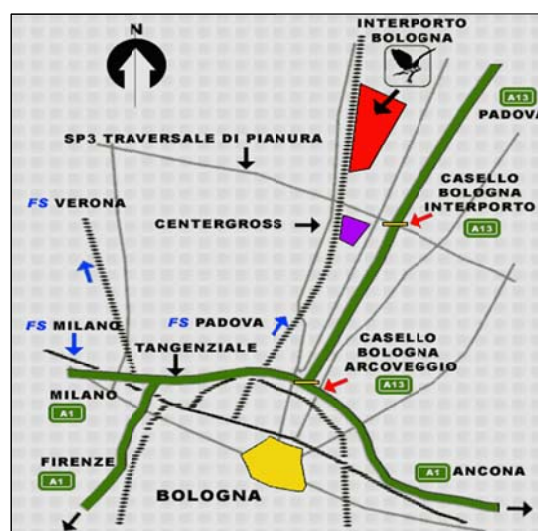 N
INTERPORTO
BOLOGNA
A13
PADOVA
SP3 TRAVERSALE DI PIANURA
CASELLO
BOLOGNA
INTERPORTO
A13
FS VERONA
CENTERGROSS
FS MILANO
FS PADOVA
TANGENZIALE
CASELLO
BOLOGNA
ARCOVEGGIO
A13
MILANO
A1
FIRENZE
A1
BOLOGNA
A1 ANCONA